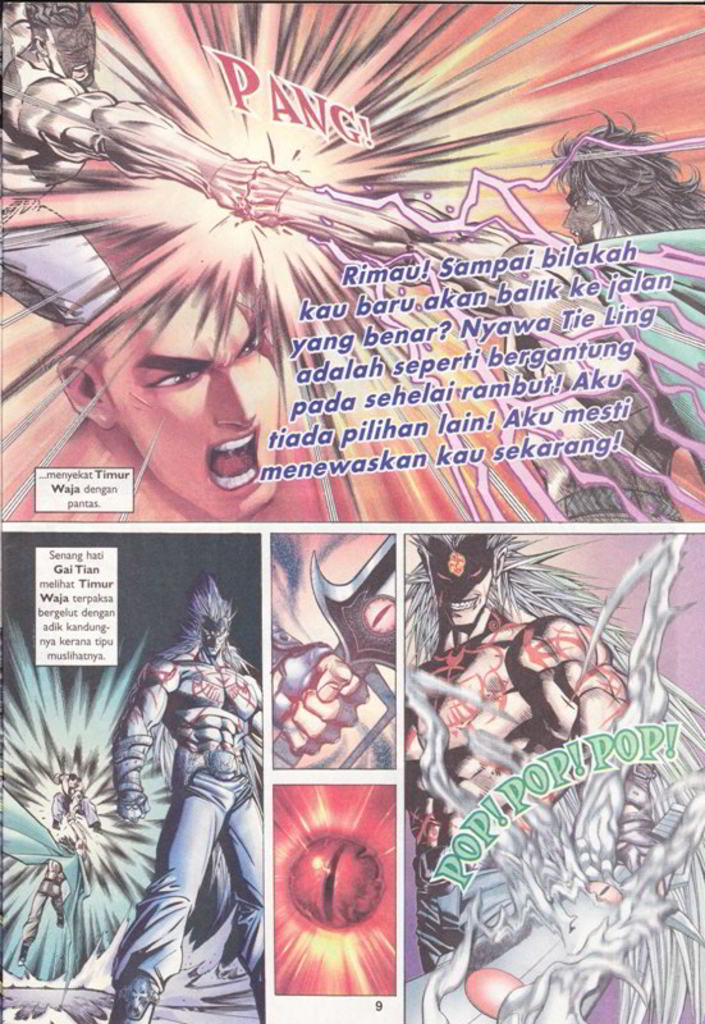 PANG!
Rimau! Sampai bilakah
kau baru akan balik ke jalan
yang benar? Nyawa Tie Ling
adalah seperti bergantung
pada sehelai rambut! Aku
tiada pilihan lain! Aku mesti
menewaskan kau sekarang!
...menyekat Timur
Waja dengan
pantas.
Senang hati
Gai Tian
melihat Timur
Waja terpaksa
bergelut dengan
adik kandung-
nya kerana tipu
muslihatnya.
POP! POP! POP!
9